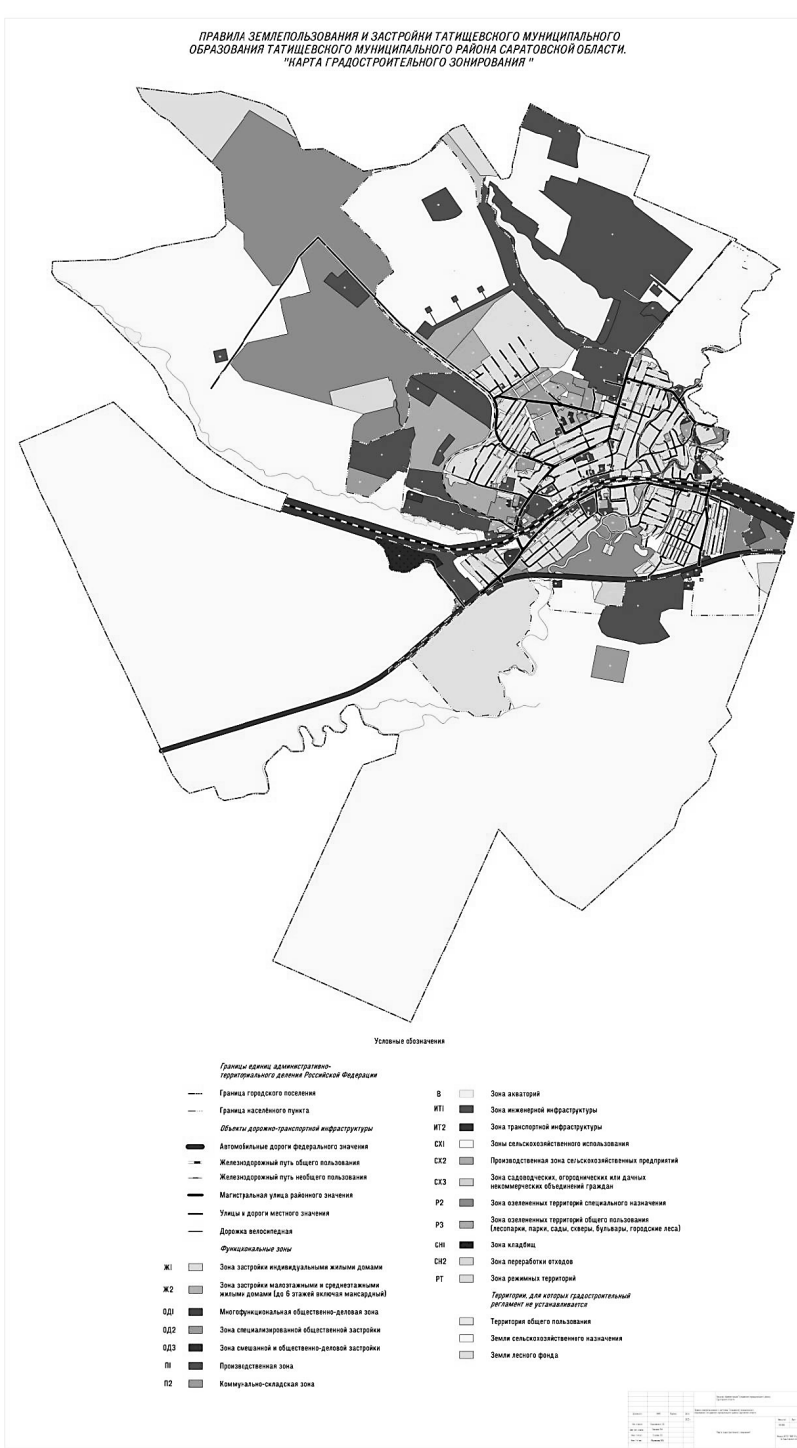 ПРАВИЛА ЗЕМЛЕПОЛЬЗОВАНИЯ И ЗАСТРОЙКИ ТАТИЩЕВСКОГО МУНИЦИПАЛЬНОГО
ОБРАЗОВАНИЯ ТАТИЩЕВСКОГО МУНИЦИПАЛЬНОГО РАЙОНА САРАТОВСКОЙ ОБЛАСТИ.
"КАРТА ГРАДОСТРОИТЕЛЬНОГО ЗОНИРОВАНИЯ "
Условные обозначения
Границы единиц административно-
территориального деления Российской Федерации
Граница городского поселения
Граница населённого пункта
Объекты дорожно-транспортной инфраструктуры
Автомобильные дороги федерального значения
Железнодорожный путь общего пользования
Железнодорожный путь необщего пользования
Магистральная улица районного значения
Улицы и дороги местного значения
Дорожка велосипедная
Функциональные зоны
Ж1 Зона застройки индивидуальными жилыми домами
Ж2 Зона застройки малоэтажными и среднеэтажными
жилыми домами (до 6 этажей включая мансардный)
ОД1 Многофункциональная общественно-деловая зона
ОД2 Зона специализированной общественной застройки
ОД3 Зона смешанной и общественно-деловой застройки
П1 Производственная зона
П2 Коммунально-складская зона
В Зона акваторий
ИТ1 Зона инженерной инфраструктуры
ИТ2 Зона транспортной инфраструктуры
СХ1 Зоны сельскохозяйственного использования
СХ2 Производственная зона сельскохозяйственных предприятий
СХ3 Зона садоводческих, огороднических или дачных
некоммерческих объединений граждан
Р2 Зона озелененных территорий специального назначения
Р3 Зона озелененных территорий общего пользования
(лесопарки, парки, сады, скверы, бульвары, городские леса)
СН1 Зона кладбищ
СН2 Зона переработки отходов
РТ Зона режимных территорий
Территории, для которых градостроительный
регламент не устанавливается
Территория общего пользования
Земли сельскохозяйственного назначения
Земли лесного фонда